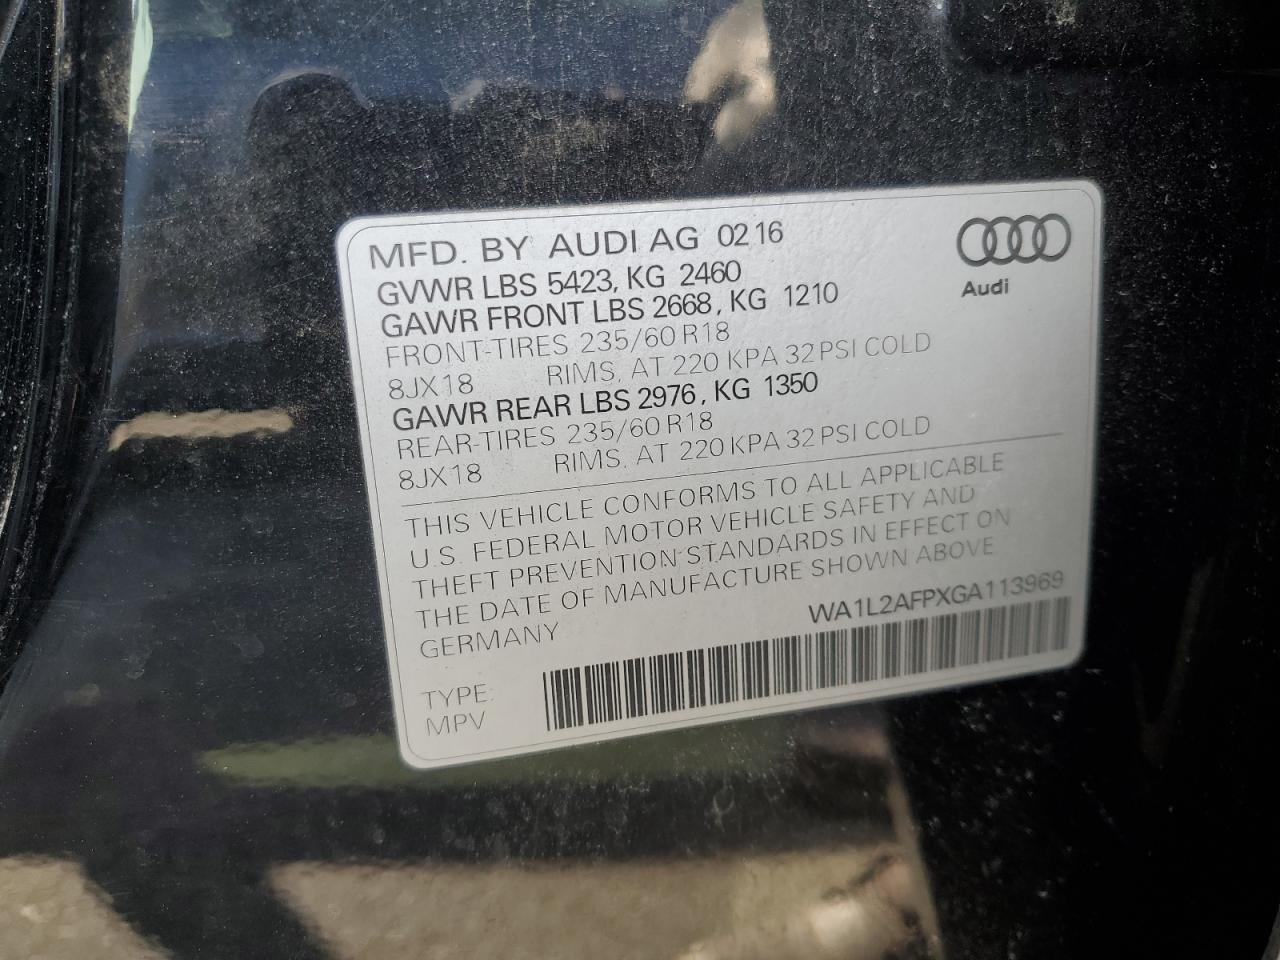 MFD. BY AUDI AG 0216
GVWR LBS 5423, KG 2460
GAWR FRONT LBS 2668, KG 1210
FRONT-TIRES 235/60 R18
8JX18 RIMS, AT 220 KPA 32 PSI COLD
GAWR REAR LBS 2976, KG 1350
REAR-TIRES 235/60 R18
8JX18 RIMS, AT 220 KPA 32 PSI COLD
Audi
THIS VEHICLE CONFORMS TO ALL APPLICABLE
U.S. FEDERAL MOTOR VEHICLE SAFETY AND
THEFT PREVENTION STANDARDS IN EFFECT ON
THE DATE OF MANUFACTURE SHOWN ABOVE
GERMANY
WA1L2AFPXGA113969
TYPE:
MPV